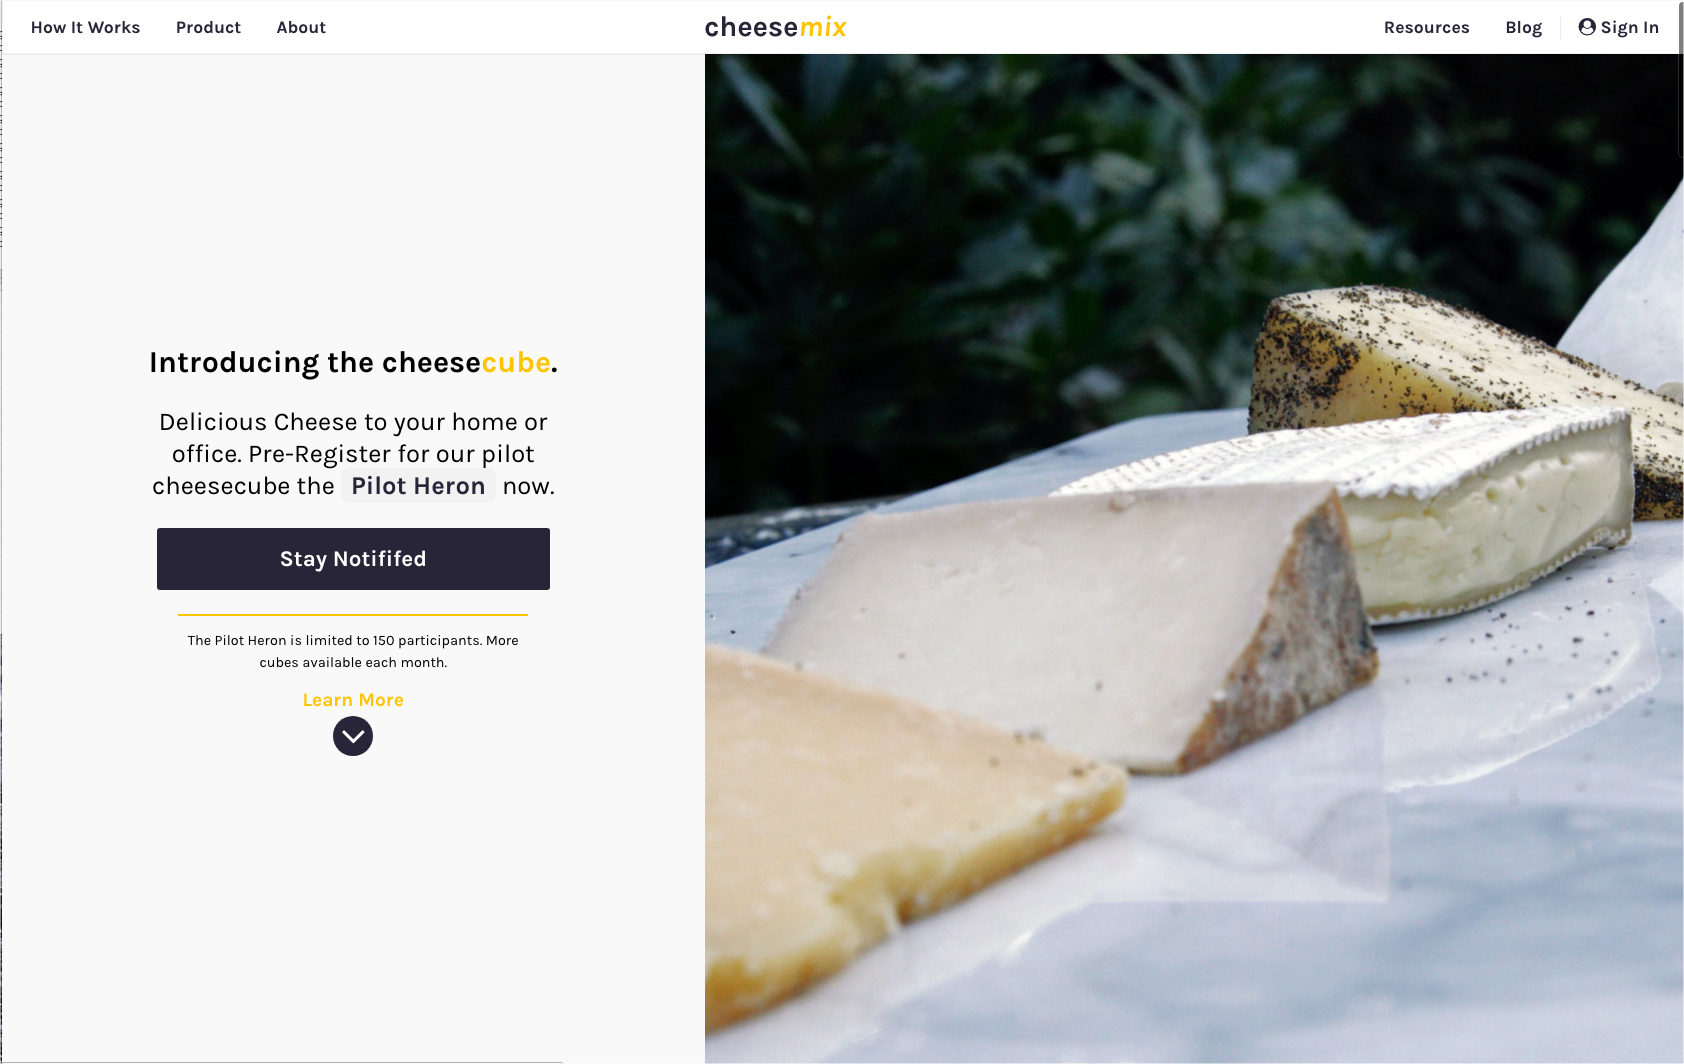 How It Works Product About cheesemix Resources Blog Sign In
Introducing the cheesecube.
Delicious Cheese to your home or
office. Pre-Register for our pilot
cheesecube the Pilot Heron now.
Stay Notififed
The Pilot Heron is limited to 150 participants. More
cubes available each month.
Learn More